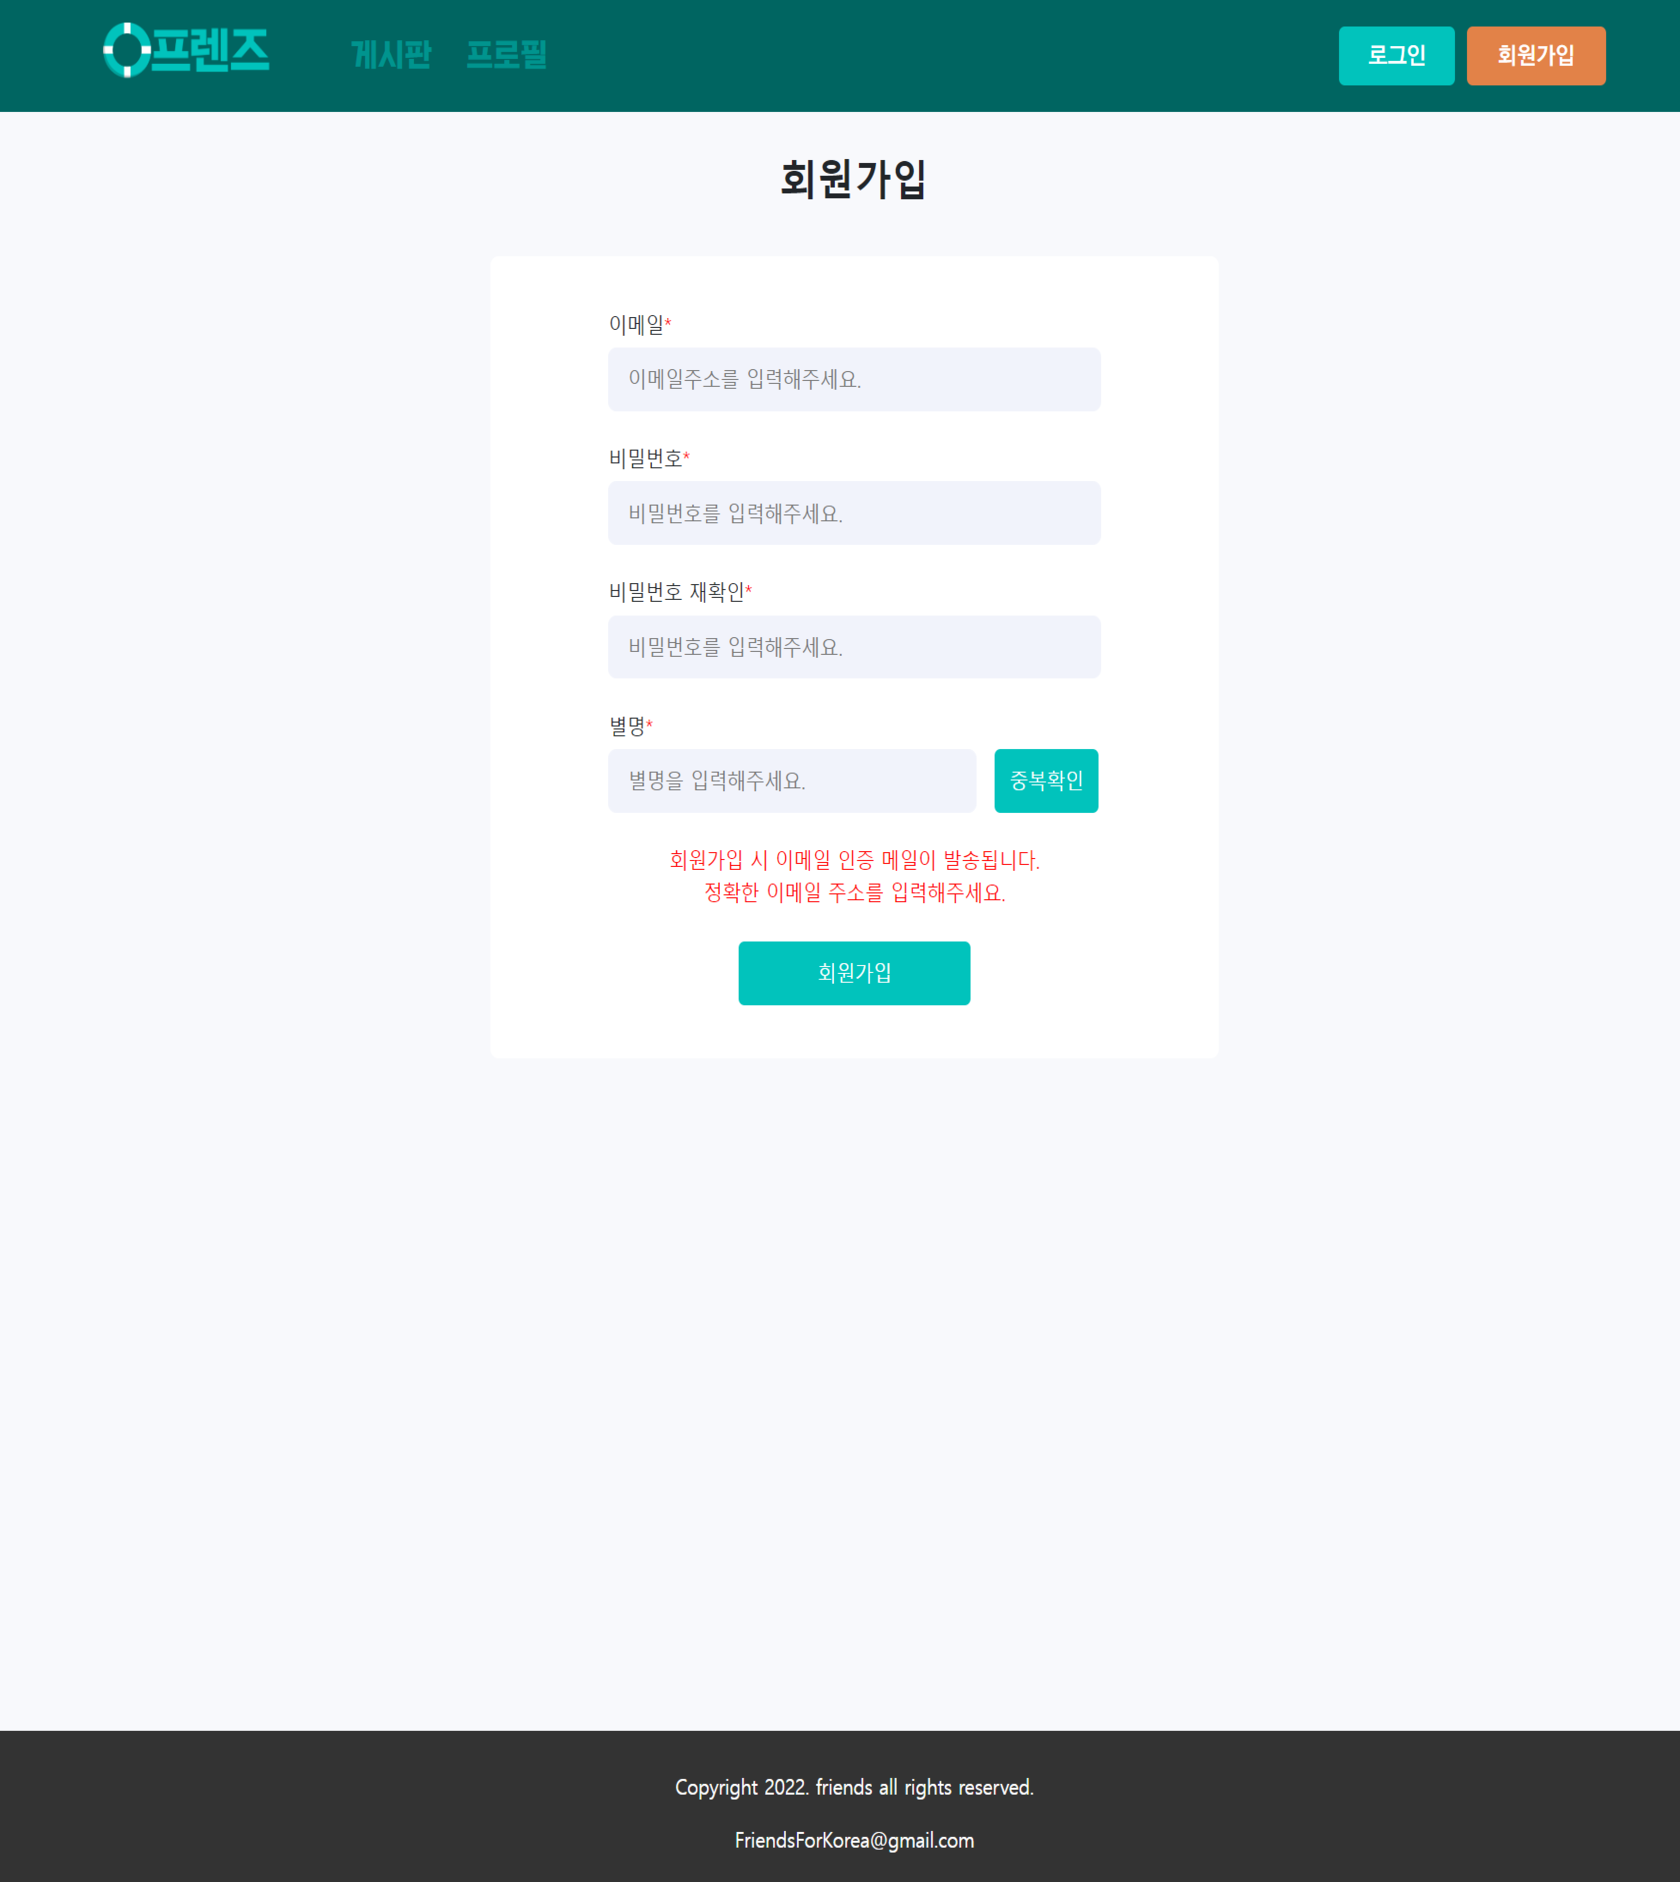 프렌즈 게시판 프로필 로그인 회원가입
회원가입
이메일*
이메일주소를 입력해주세요.
비밀번호*
비밀번호를 입력해주세요.
비밀번호 재확인*
비밀번호를 입력해주세요.
별명*
별명을 입력해주세요. 중복확인
회원가입 시 이메일 인증 메일이 발송됩니다.
정확한 이메일 주소를 입력해주세요.
회원가입
Copyright 2022. friends all rights reserved.
FriendsForKorea@gmail.com